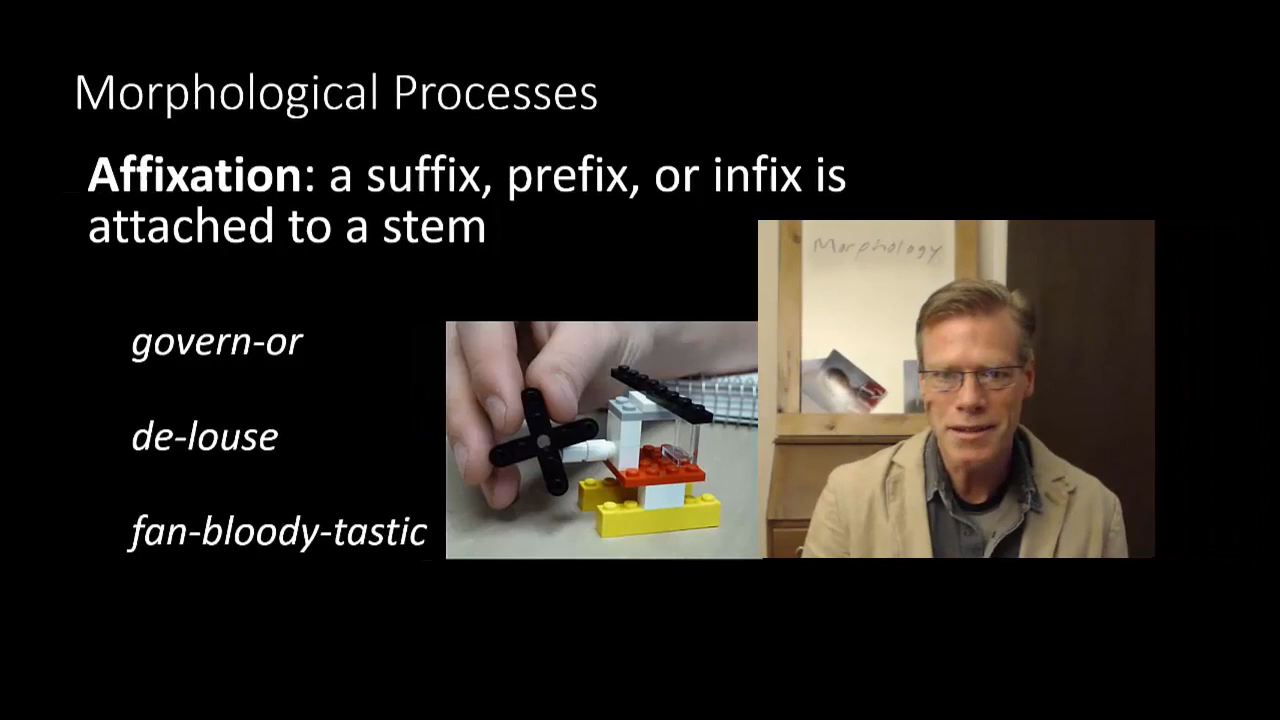 Morphological Processes
Affixation: a suffix, prefix, or infix is
attached to a stem
Morphology
govern-or
de-louse
fan-bloody-tastic